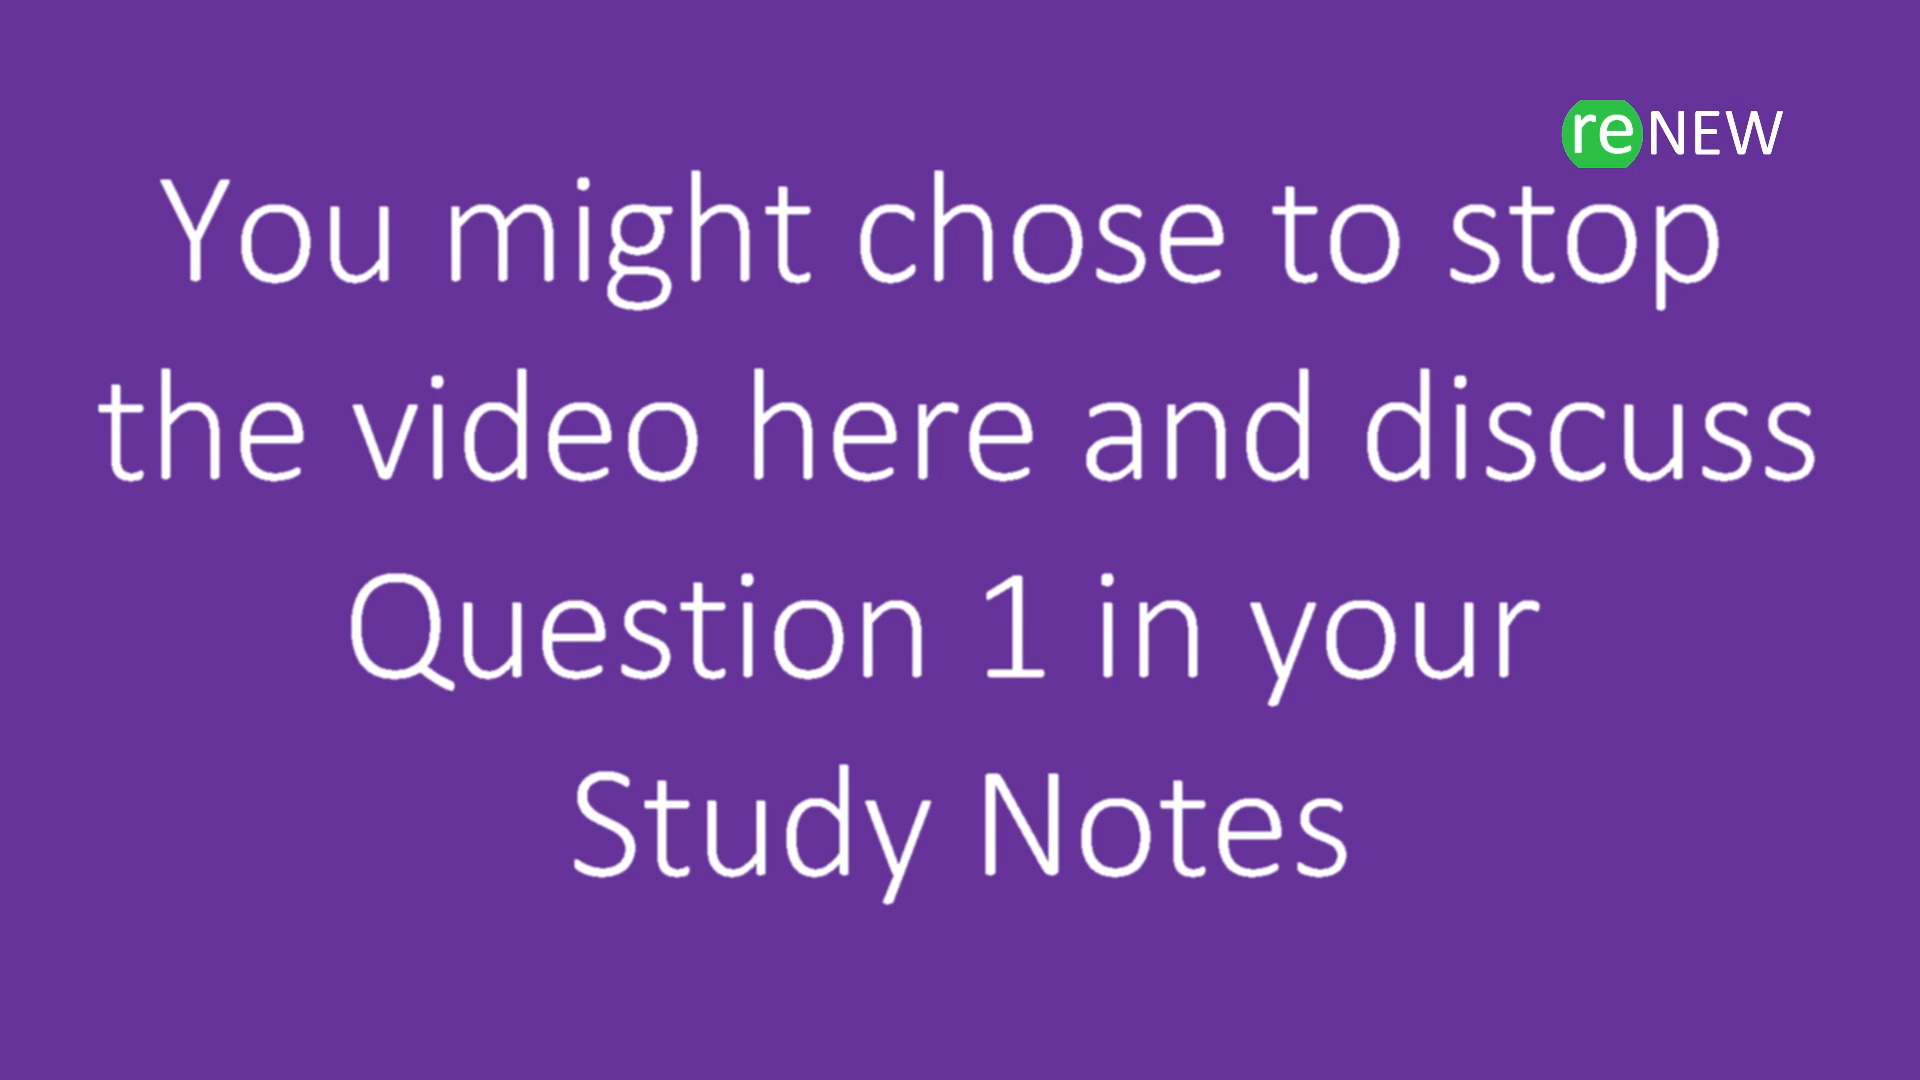 reNEW
You might chose to stop
the video here and discuss
Question 1 in your
Study Notes